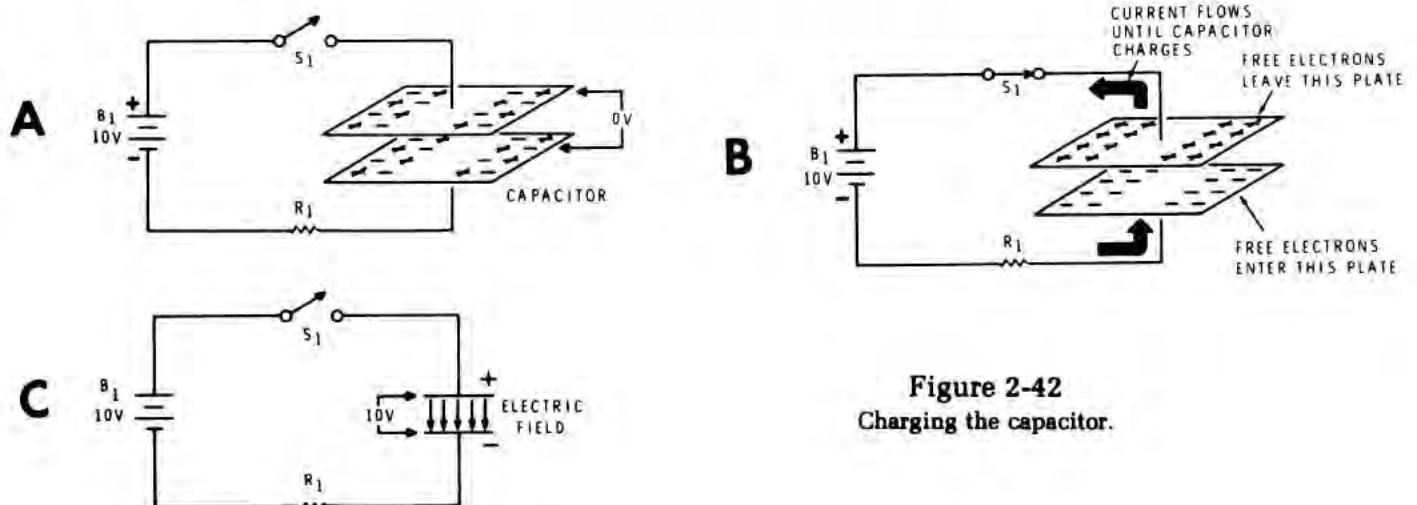 A
S1
+
B1
10V
-
0V
CAPACITOR
R1
B
CURRENT FLOWS
UNTIL CAPACITOR
CHARGES
FREE ELECTRONS
LEAVE THIS PLATE
S1
+
B1
10V
-
R1
FREE ELECTRONS
ENTER THIS PLATE
C
S1
B1
10V
+
10V
ELECTRIC
FIELD
-
R1
Figure 2-42
Charging the capacitor.